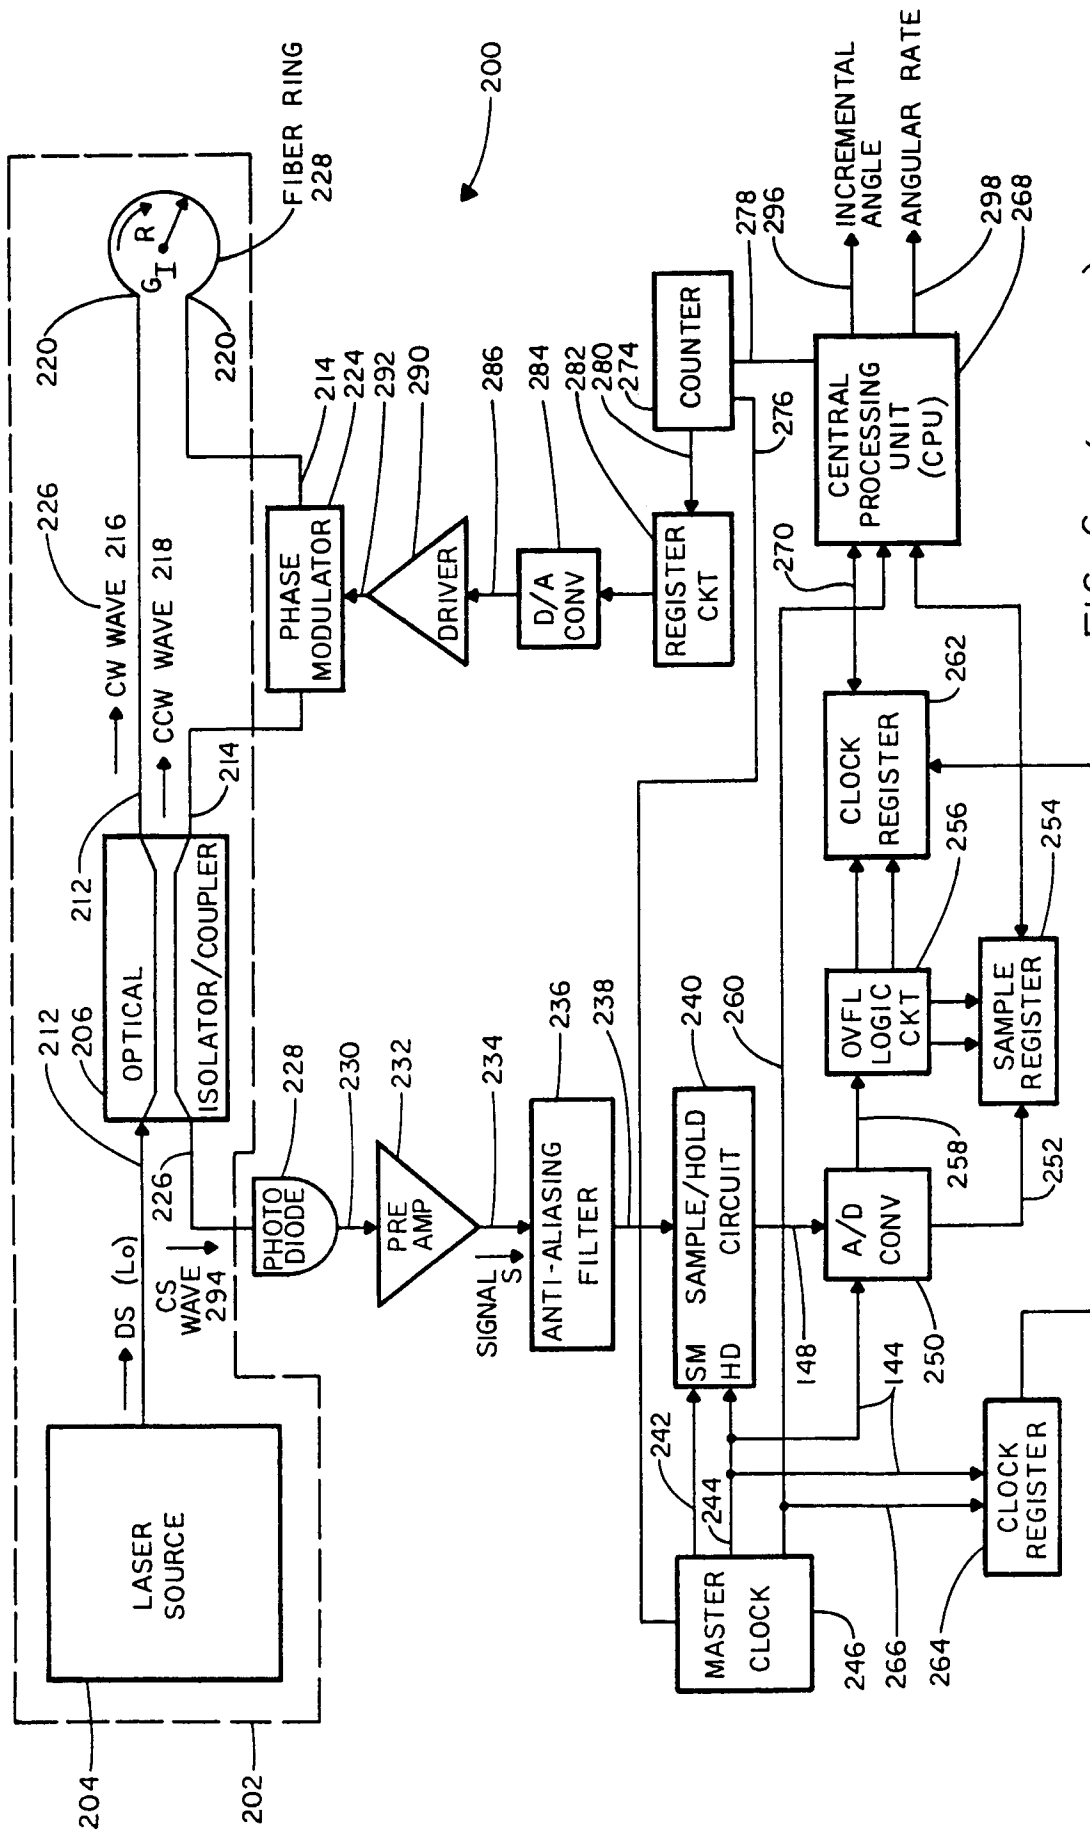 204
202
LASER
SOURCE
DS (Lo)
CS
WAVE
294
226
212
206
OPTICAL
ISOLATOR/COUPLER
212
214
CW WAVE 216
226
CCW WAVE 218
220
220
G I
R
FIBER RING
228
200
PHOTO
DIODE
228
230
PRE
AMP
232
SIGNAL
S
234
ANTI-ALIASING
FILTER
236
238
PHASE
MODULATOR
214
224
292
DRIVER
290
286
D/A
CONV
284
REGISTER
CKT
282
280
COUNTER
274
276
278
MASTER
CLOCK
246
242
244
SM SAMPLE/HOLD
HD CIRCUIT
240
260
148
144
266
264
CLOCK
REGISTER
A/D
CONV
250
258
252
OVFL
LOGIC
CKT
256
SAMPLE
REGISTER
254
CLOCK
REGISTER
262
270
CENTRAL
PROCESSING
UNIT
(CPU)
268
296
298
INCREMENTAL
ANGLE
ANGULAR RATE